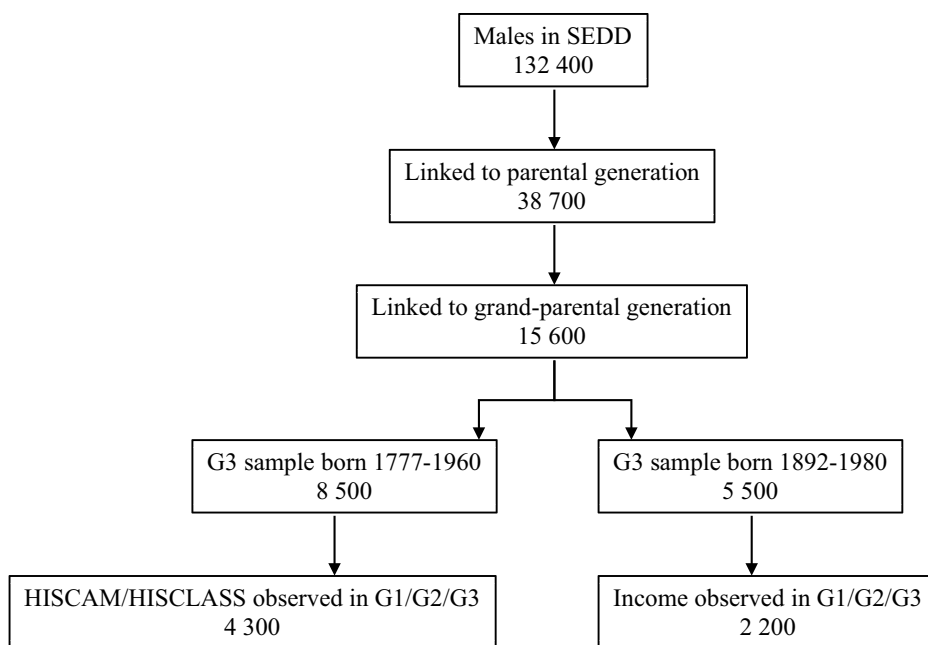 Males in SEDD
132 400
Linked to parental generation
38 700
Linked to grand-parental generation
15 600
G3 sample born 1777-1960
8 500
G3 sample born 1892-1980
5 500
HISCAM/HISCLASS observed in G1/G2/G3
4 300
Income observed in G1/G2/G3
2 200